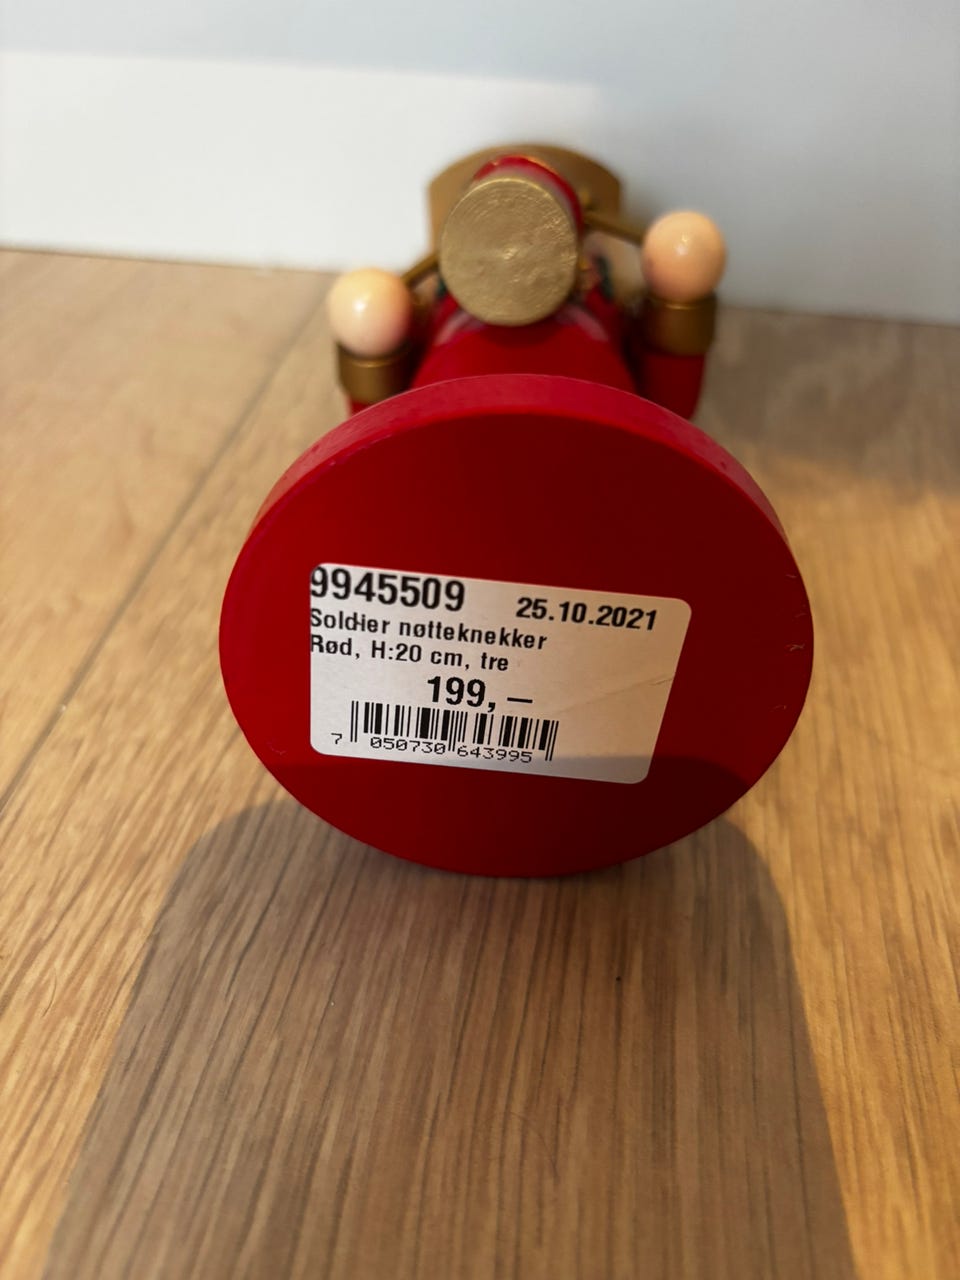 9945509 25.10.2021
Soldier nøtteknekker
Rød, H:20 cm, tre
199,—
7 050730 643995